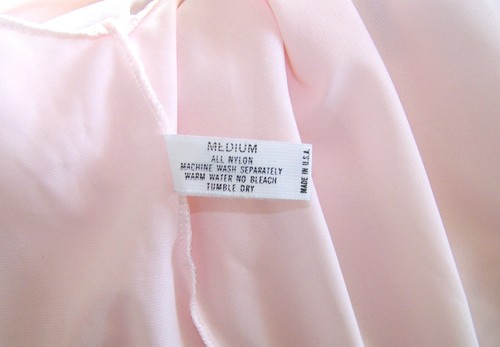 MEDIUM
ALL NYLON
MACHINE WASH SEPARATELY
WARM WATER NO BLEACH
TUMBLE DRY
MADE IN U.S.A.